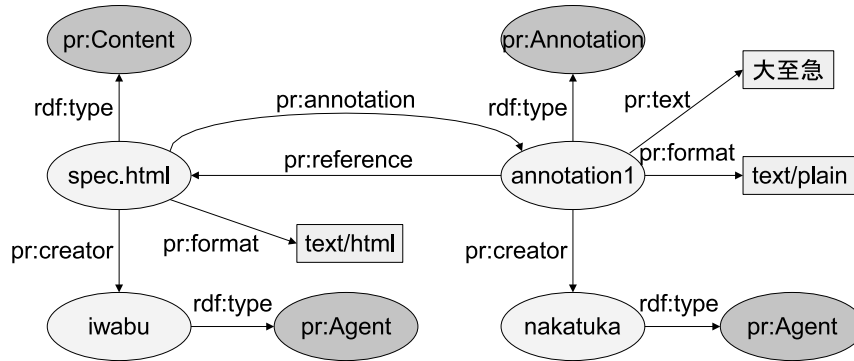 pr:Content
pr:Annotation
大至急
rdf:type
pr:annotation
rdf:type
pr:text
pr:reference
pr:format
spec.html
annotation1
text/plain
pr:creator
pr:format
text/html
pr:creator
rdf:type
rdf:type
iwabu
pr:Agent
nakatuka
pr:Agent